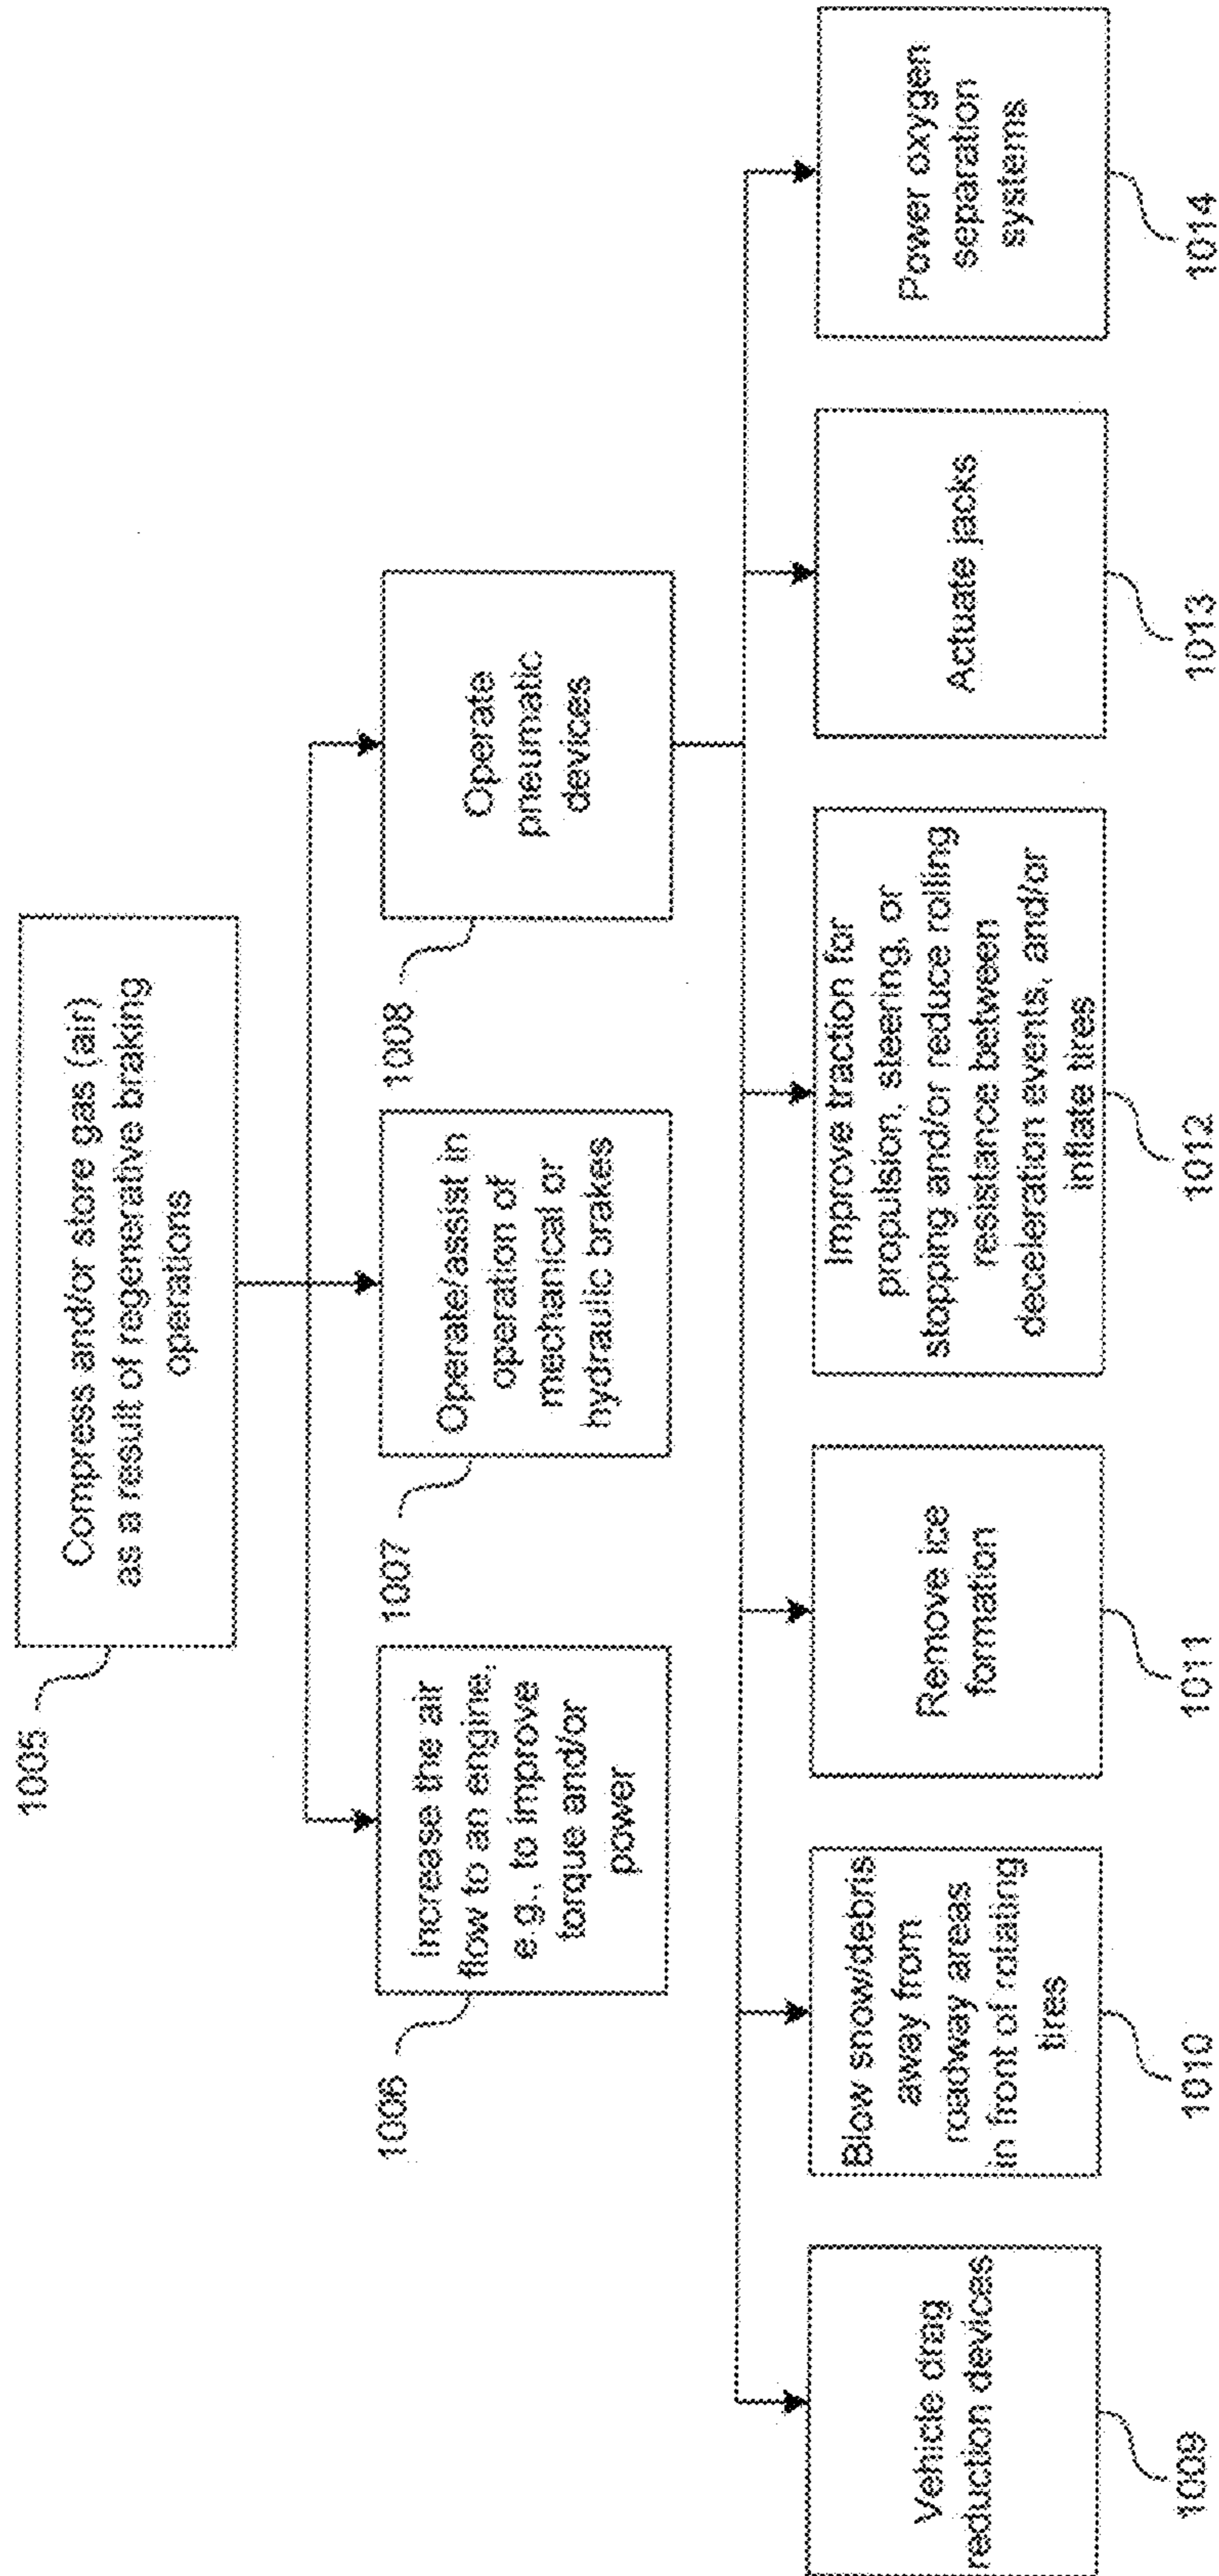 1005
Compress and/or store gas (air)
as a result of regenerative braking
operations
1006
Increase the air
flow to an engine,
e.g., to improve
torque and/or
power
1007
Operate/assist in
operation of
mechanical or
hydraulic brakes
1008
Operate
pneumatic
devices
Vehicle drag
reduction devices
1009
Blow snow/debris
away from
roadway areas
in front of rotating
tires
1010
Remove ice
formation
1011
Improve traction for
propulsion, steering, or
stopping and/or reduce rolling
resistance between
deceleration events, and/or
inflate tires
1012
Actuate jacks
1013
Power oxygen
separation
systems
1014